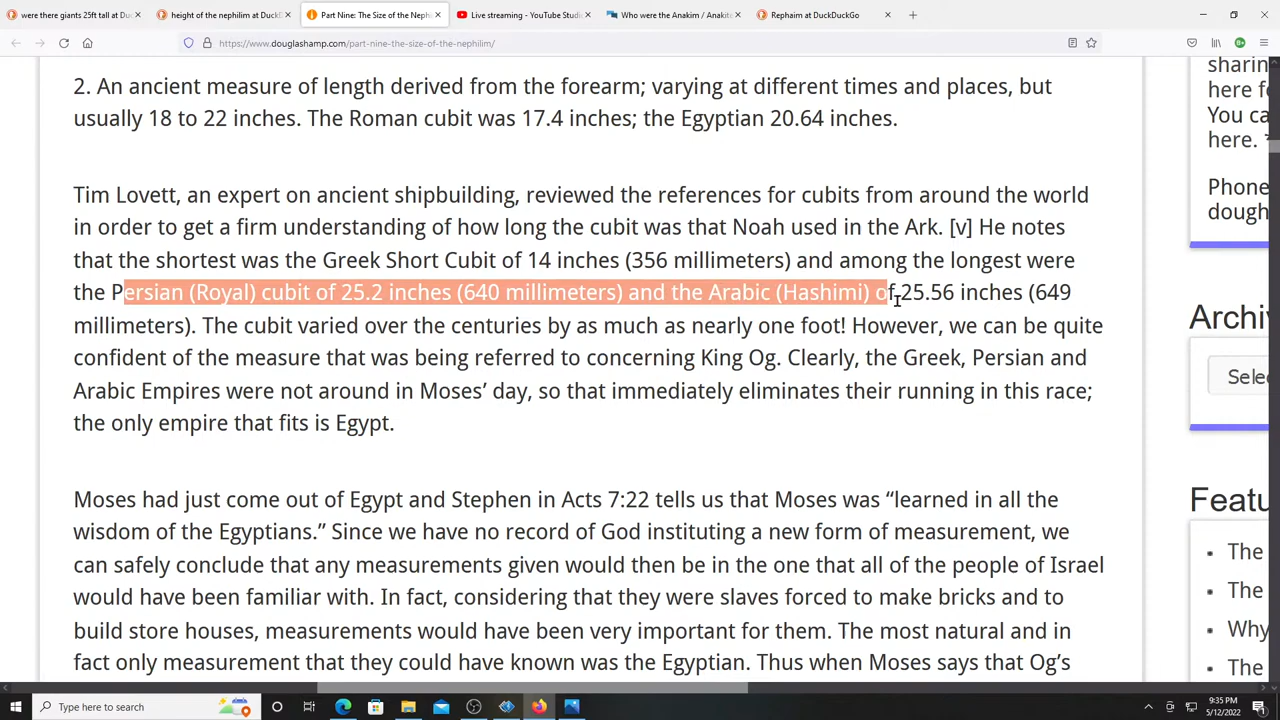 were there giants 25ft tall at Duck
height of the nephilim at DuckD
Part Nine: The Size of the Neph
Live streaming - YouTube Studi
Who were the Anakim / Anakite
Rephaim at DuckDuckGo
https://www.douglashamp.com/part-nine-the-size-of-the-nephilim/
2. An ancient measure of length derived from the forearm; varying at different times and places, but
usually 18 to 22 inches. The Roman cubit was 17.4 inches; the Egyptian 20.64 inches.
Tim Lovett, an expert on ancient shipbuilding, reviewed the references for cubits from around the world
in order to get a firm understanding of how long the cubit was that Noah used in the Ark. [v] He notes
that the shortest was the Greek Short Cubit of 14 inches (356 millimeters) and among the longest were
the Persian (Royal) cubit of 25.2 inches (640 millimeters) and the Arabic (Hashimi) of 25.56 inches (649
millimeters). The cubit varied over the centuries by as much as nearly one foot! However, we can be quite
confident of the measure that was being referred to concerning King Og. Clearly, the Greek, Persian and
Arabic Empires were not around in Moses’ day, so that immediately eliminates their running in this race;
the only empire that fits is Egypt.
Moses had just come out of Egypt and Stephen in Acts 7:22 tells us that Moses was “learned in all the
wisdom of the Egyptians.” Since we have no record of God instituting a new form of measurement, we
can safely conclude that any measurements given would then be in the one that all of the people of Israel
would have been familiar with. In fact, considering that they were slaves forced to make bricks and to
build store houses, measurements would have been very important for them. The most natural and in
fact only measurement that they could have known was the Egyptian. Thus when Moses says that Og’s
sharin
here fo
You ca
here.
Phone
dough
Archi
Selec
Featu
The
The
Why
The
Type here to search
9:35 PM
5/12/2022